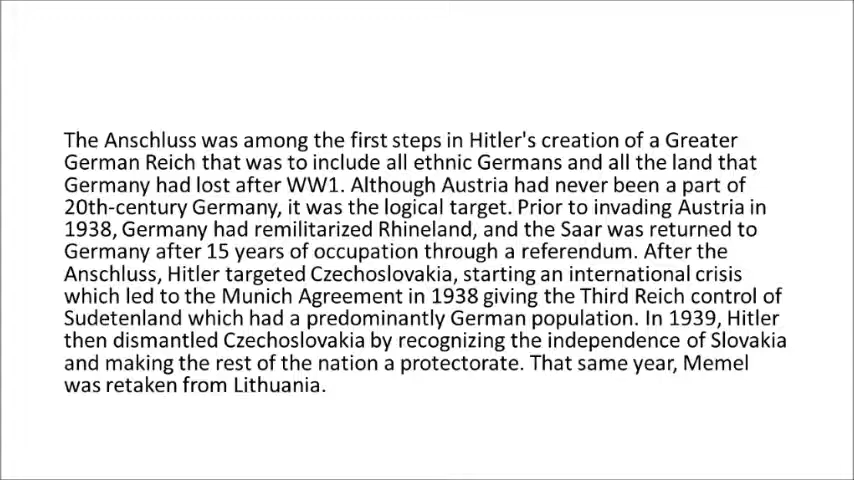 The Anschluss was among the first steps in Hitler's creation of a Greater
German Reich that was to include all ethnic Germans and all the land that
Germany had lost after WW1. Although Austria had never been a part of
20th-century Germany, it was the logical target. Prior to invading Austria in
1938, Germany had remilitarized Rhineland, and the Saar was returned to
Germany after 15 years of occupation through a referendum. After the
Anschluss, Hitler targeted Czechoslovakia, starting an international crisis
which led to the Munich Agreement in 1938 giving the Third Reich control of
Sudetenland which had a predominantly German population. In 1939, Hitler
then dismantled Czechoslovakia by recognizing the independence of Slovakia
and making the rest of the nation a protectorate. That same year, Memel
was retaken from Lithuania.